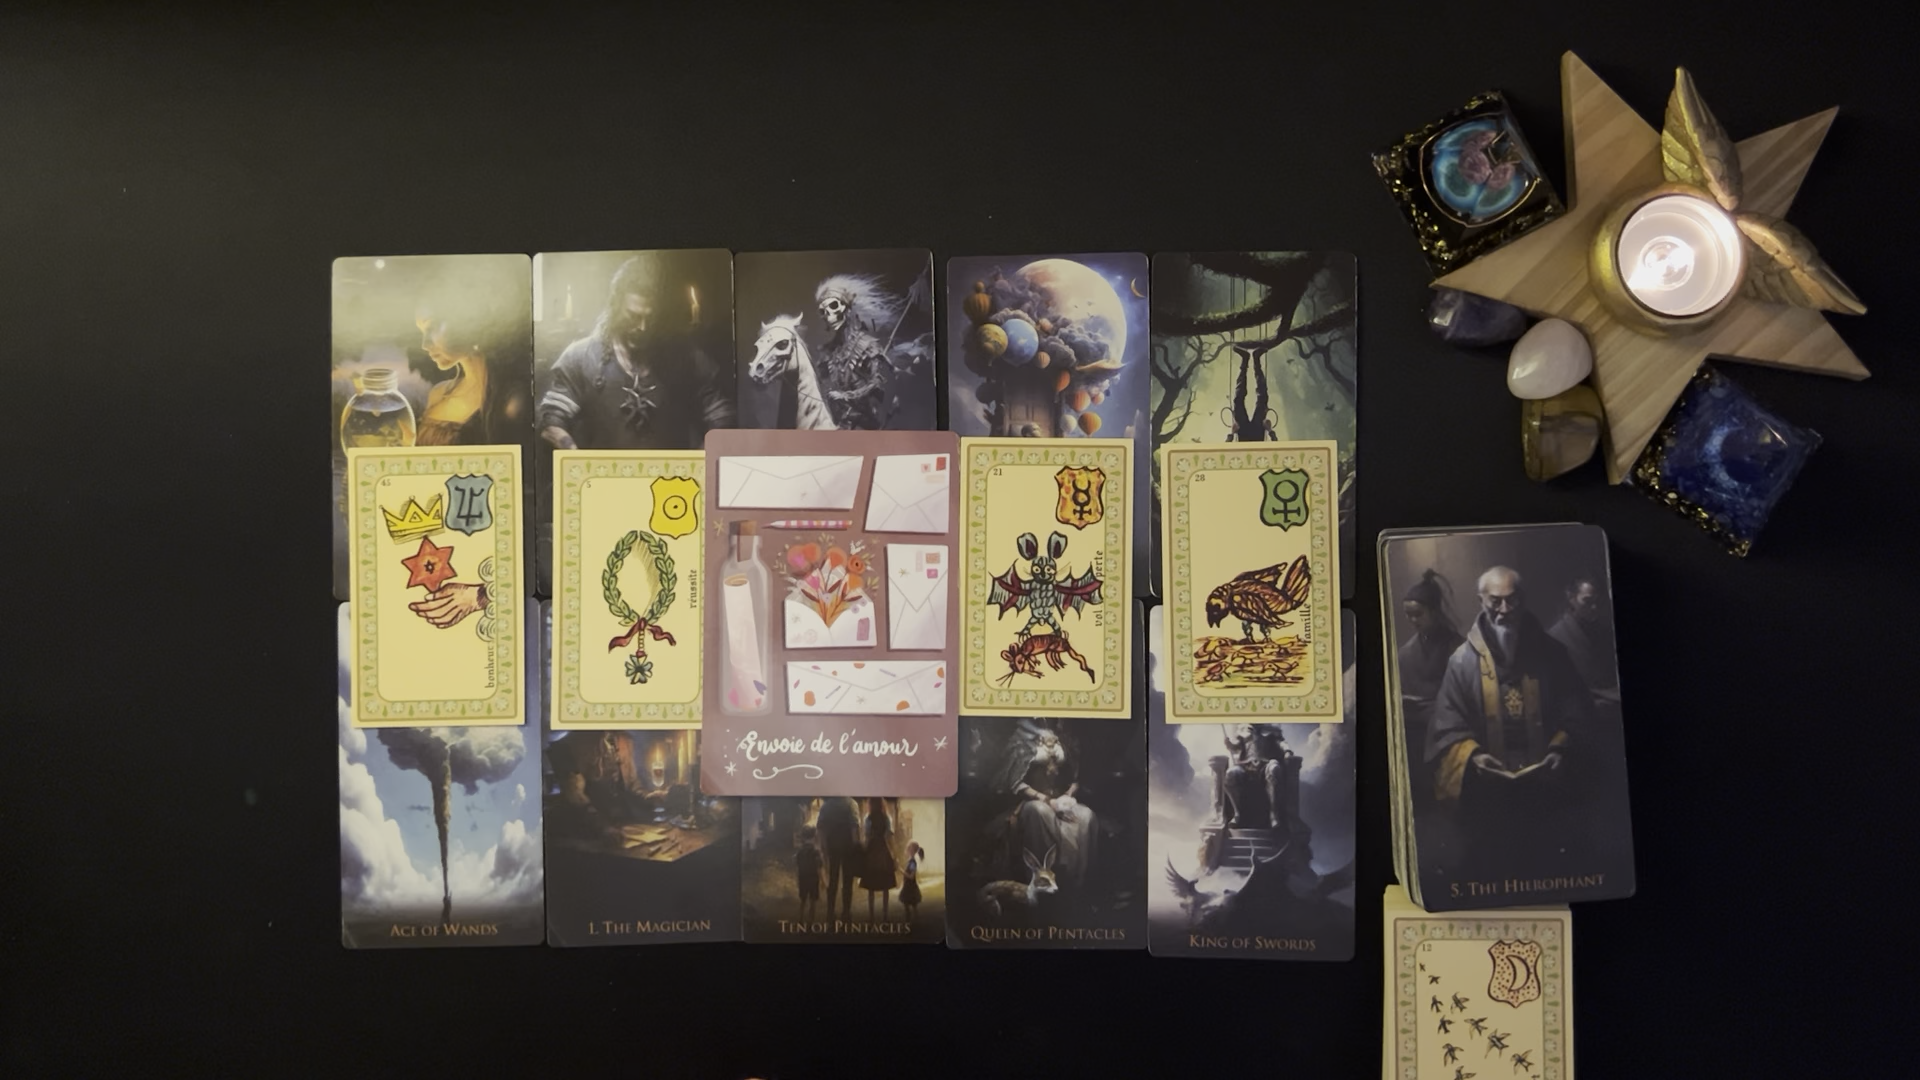 45
bonheur
5
réussite
Envoie de l'amour
21
vol perte
28
famille
Ace of Wands
1. The Magician
Ten of Pentacles
Queen of Pentacles
King of Swords
5. The Hierophant
12